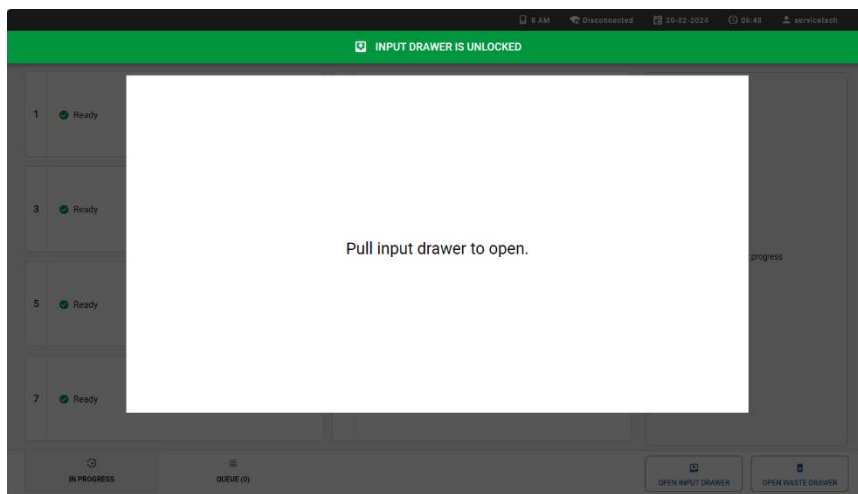 8 AM Disconnected 20-02-2024 06:48 servicetech
INPUT DRAWER IS UNLOCKED
1 Ready
3 Ready
Pull input drawer to open.
progress
5 Ready
7 Ready
IN PROGRESS QUEUE (0) OPEN INPUT DRAWER OPEN WASTE DRAWER